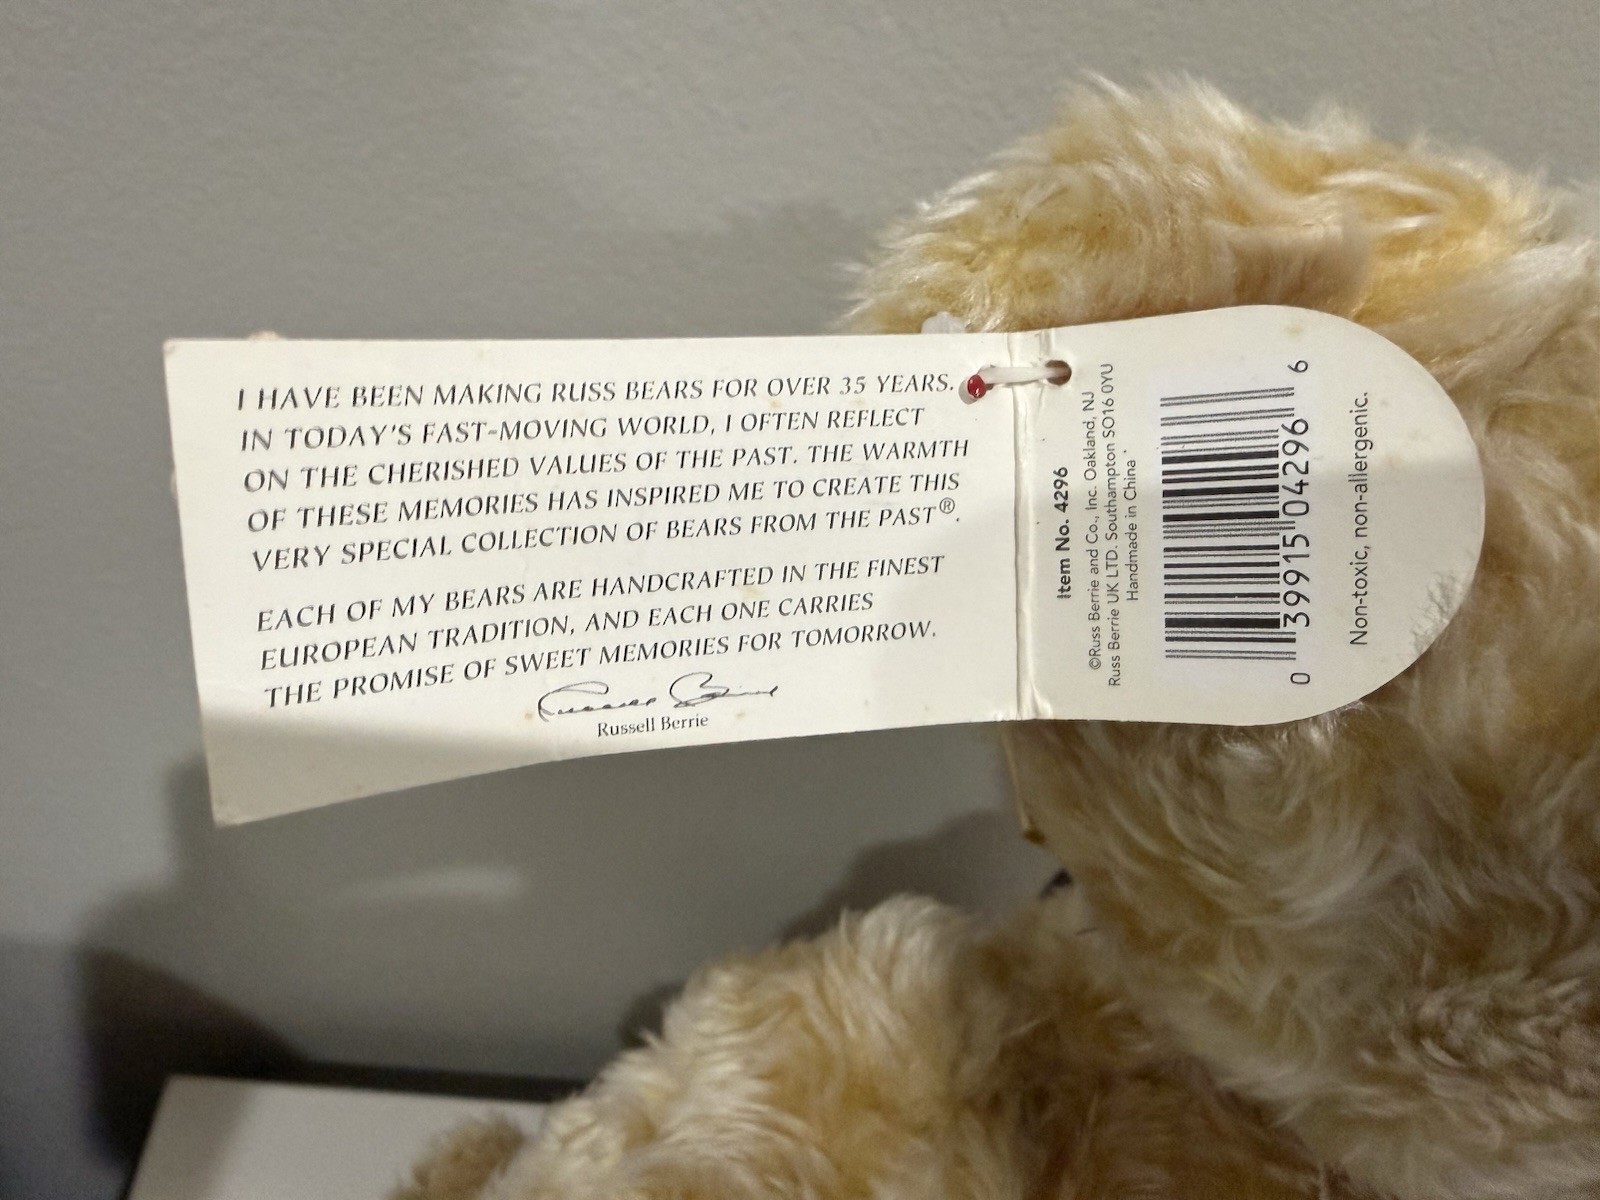 I HAVE BEEN MAKING RUSS BEARS FOR OVER 35 YEARS.
IN TODAY'S FAST-MOVING WORLD, I OFTEN REFLECT
ON THE CHERISHED VALUES OF THE PAST. THE WARMTH
OF THESE MEMORIES HAS INSPIRED ME TO CREATE THIS
VERY SPECIAL COLLECTION OF BEARS FROM THE PAST®.
EACH OF MY BEARS ARE HANDCRAFTED IN THE FINEST
EUROPEAN TRADITION, AND EACH ONE CARRIES
THE PROMISE OF SWEET MEMORIES FOR TOMORROW.
Russell Berrie
Russell Berrie
Item No. 4296
©Russ Berrie and Co., Inc. Oakland, NJ
Russ Berrie UK LTD. Southampton SO16 0YU
Handmade in China
0 39915 04296 6
Non-toxic, non-allergenic.